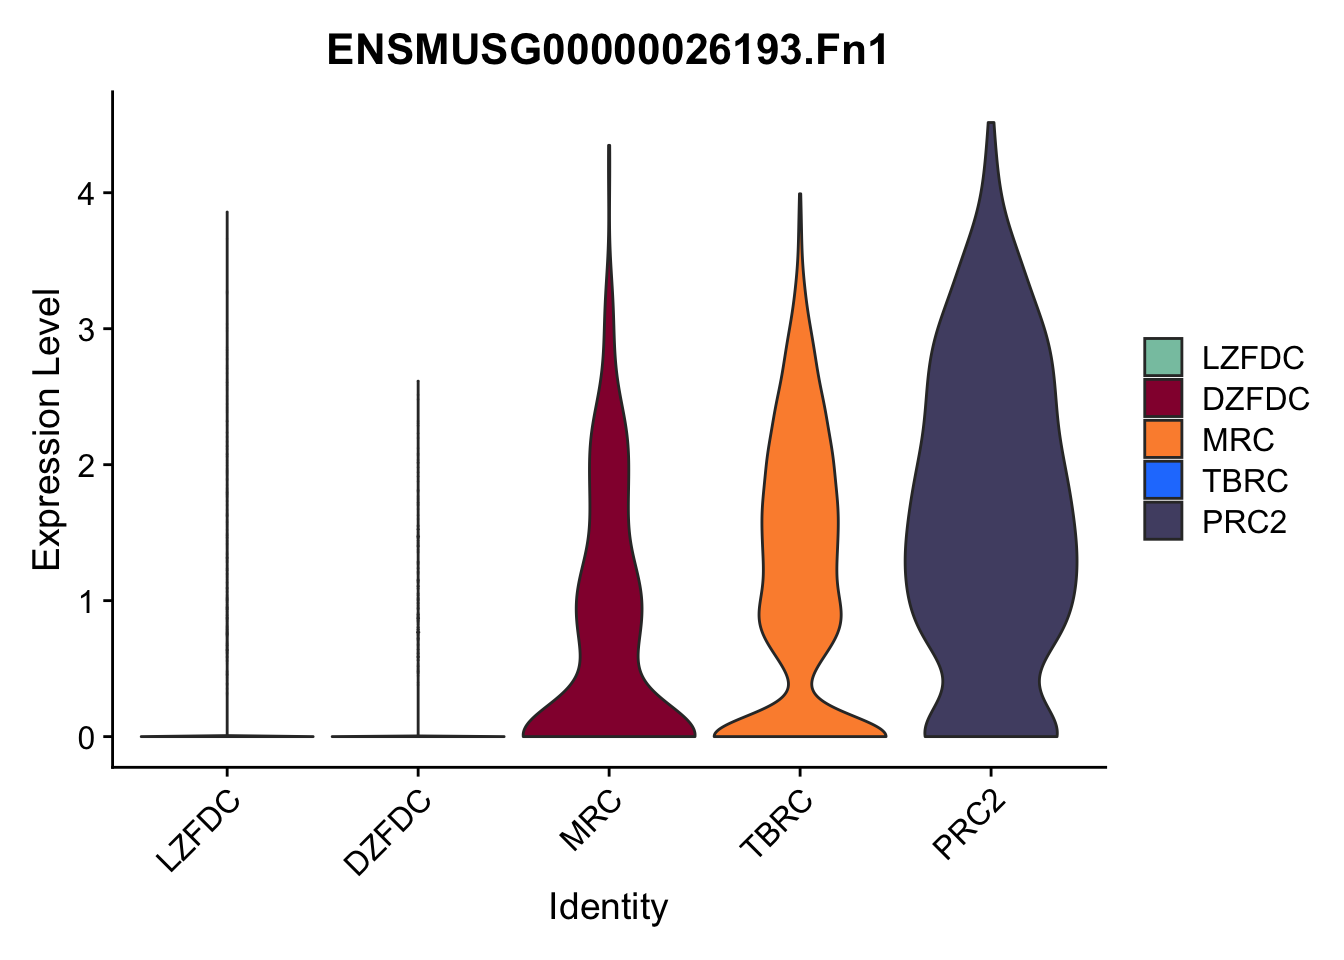 ENSMUSG00000026193.Fn1
Expression Level
4
3
2
1
0
LZFDC
DZFDC
MRC
TBRC
PRC2
Identity
LZFDC
DZFDC
MRC
TBRC
PRC2